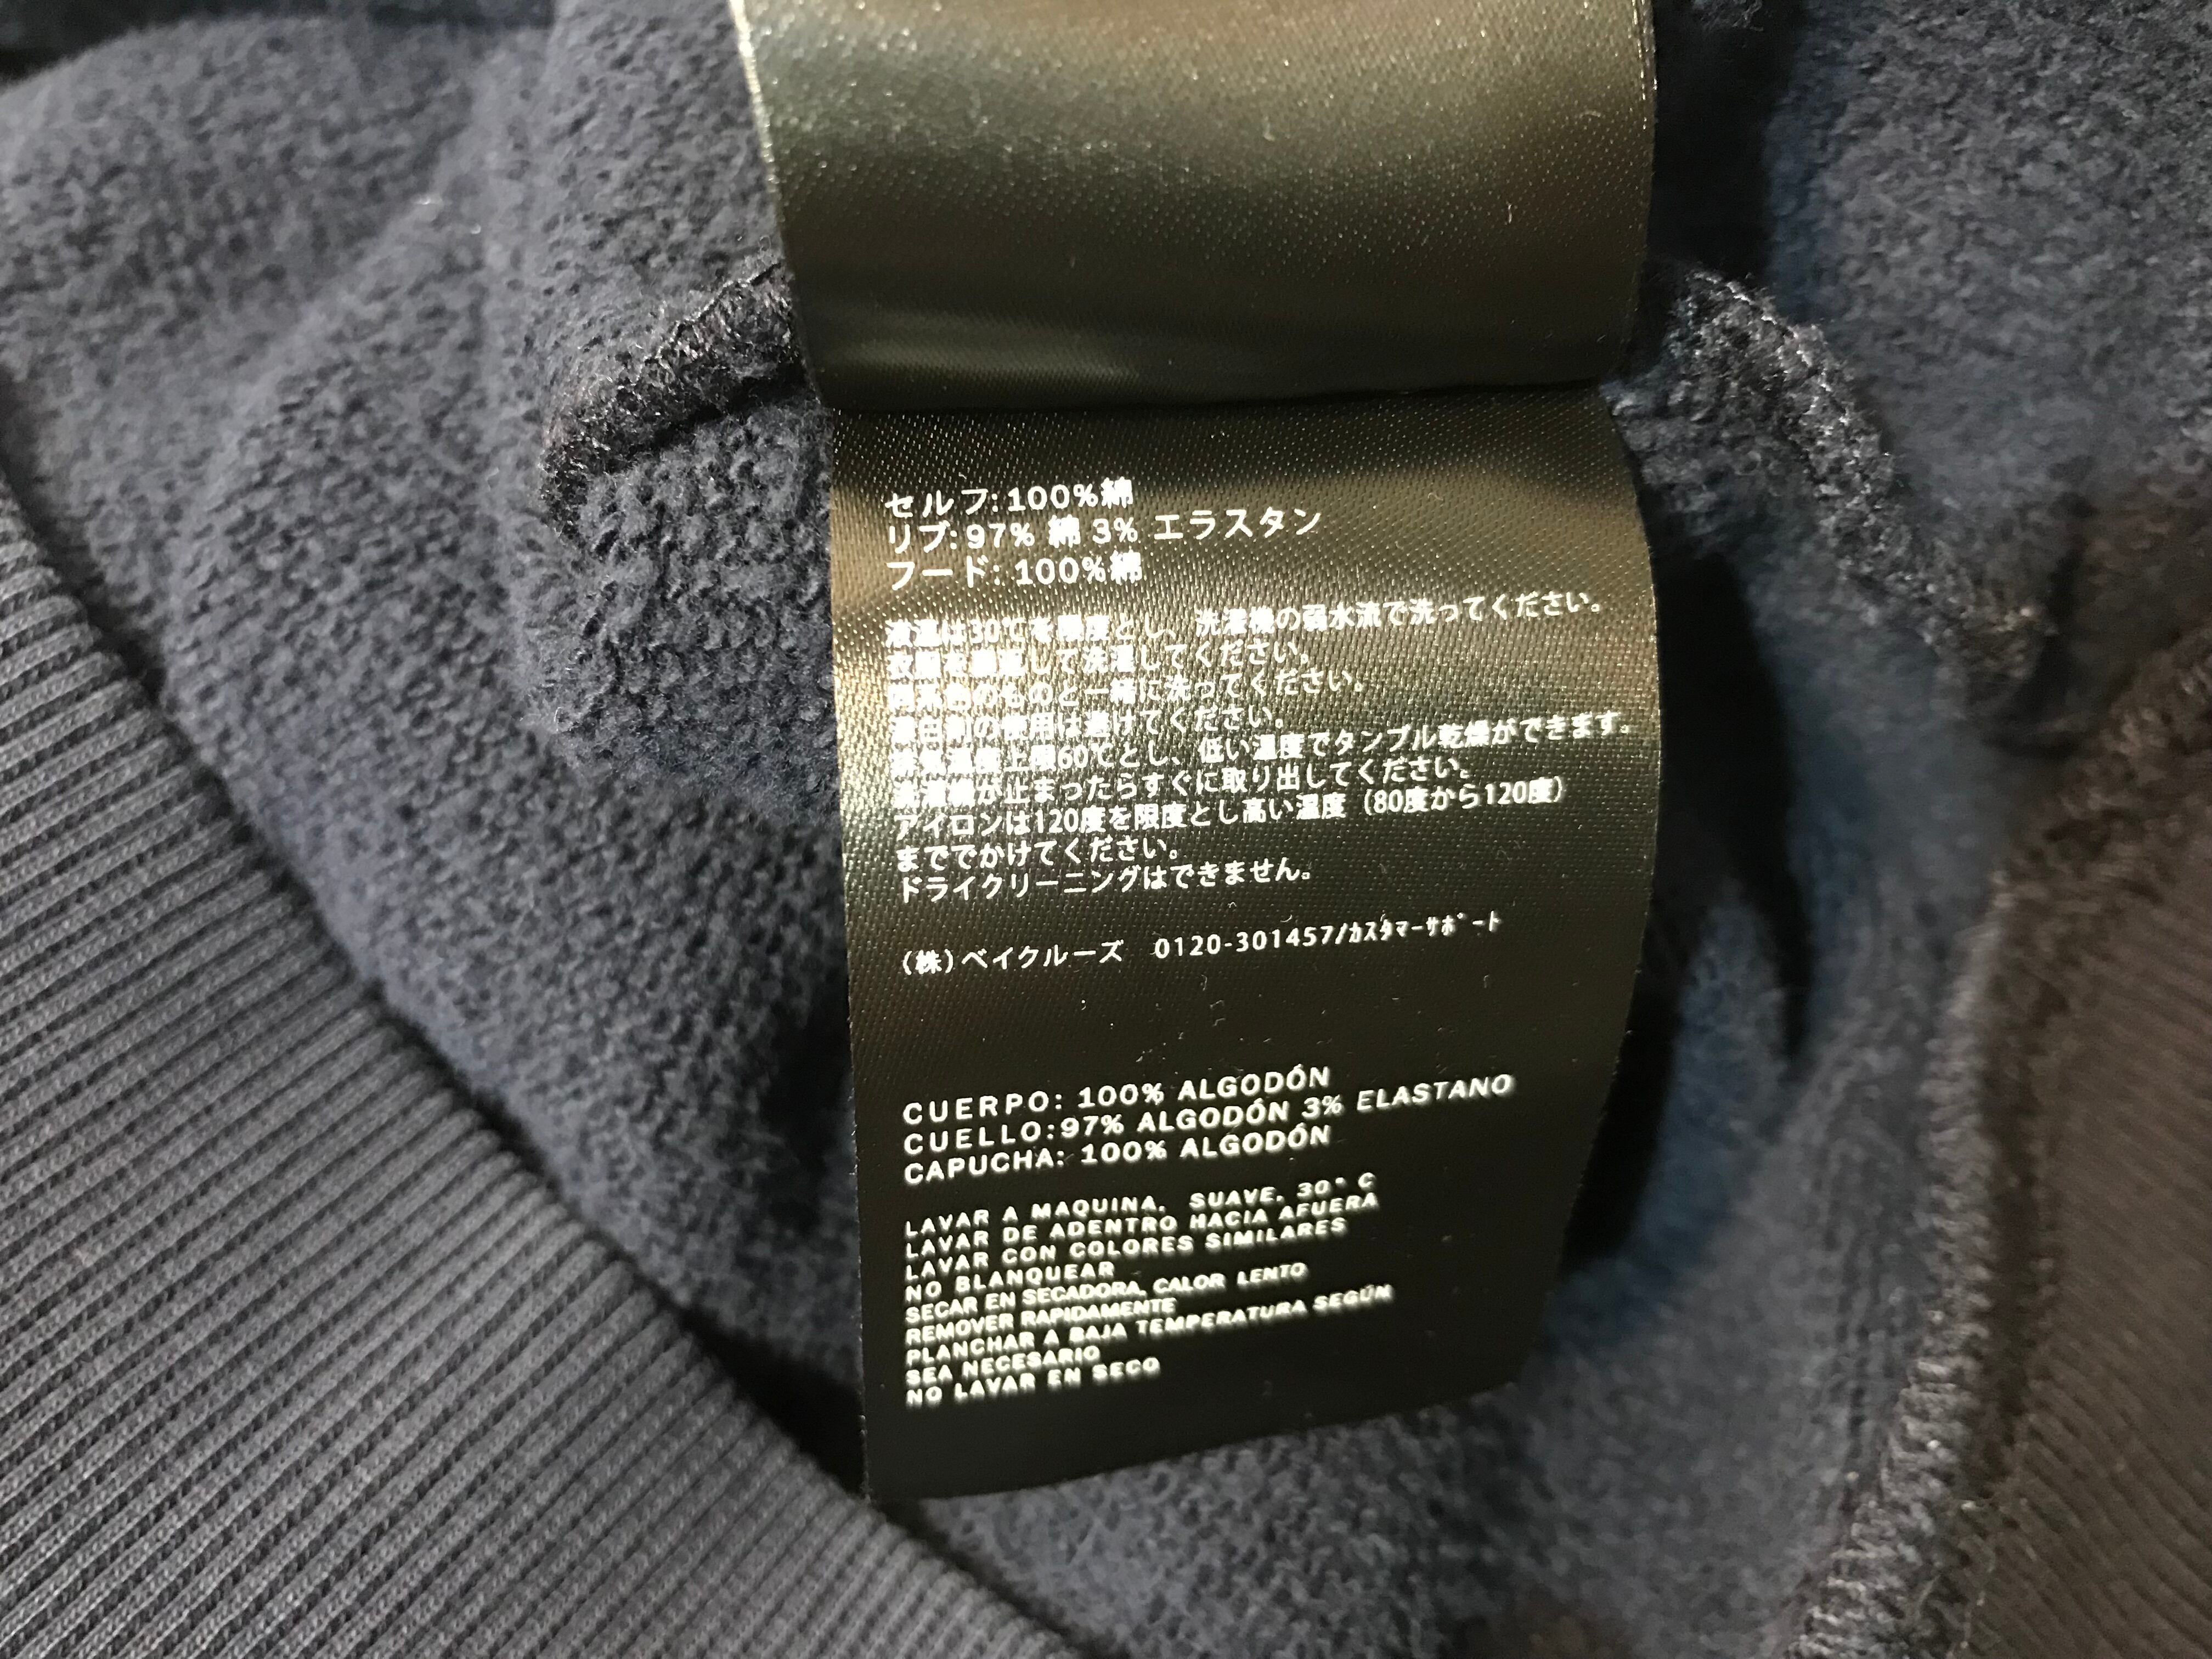 セルフ:100%綿
リブ:97% 綿 3% エラスタン
フード: 100%綿
液温は30℃を限度とし、洗濯機の弱水流で洗ってください。
衣服を裏返して洗濯してください。
同系色のものと一緒に洗ってください。
漂白剤の使用は避けてください。
排気温度上限60℃とし、低い温度でタンブル乾燥ができます。
洗濯機が止まったらすぐに取り出してください。
アイロンは120度を限度とし高い温度（80度から120度）
まででかけてください。
ドライクリーニングはできません。
(株)ベイクルーズ 0120-301457/ｶｽﾀﾏｰｻﾎﾟｰﾄ
CUERPO: 100% ALGODÓN
CUELLO:97% ALGODÓN 3% ELASTANO
CAPUCHA: 100% ALGODÓN
LAVAR A MAQUINA, SUAVE, 30° C
LAVAR DE ADENTRO HACIA AFUERA
LAVAR CON COLORES SIMILARES
NO BLANQUEAR
SECAR EN SECADORA, CALOR LENTO
REMOVER RAPIDAMENTE
PLANCHAR A BAJA TEMPERATURA SEGÚN
SEA NECESARIO
NO LAVAR EN SECO